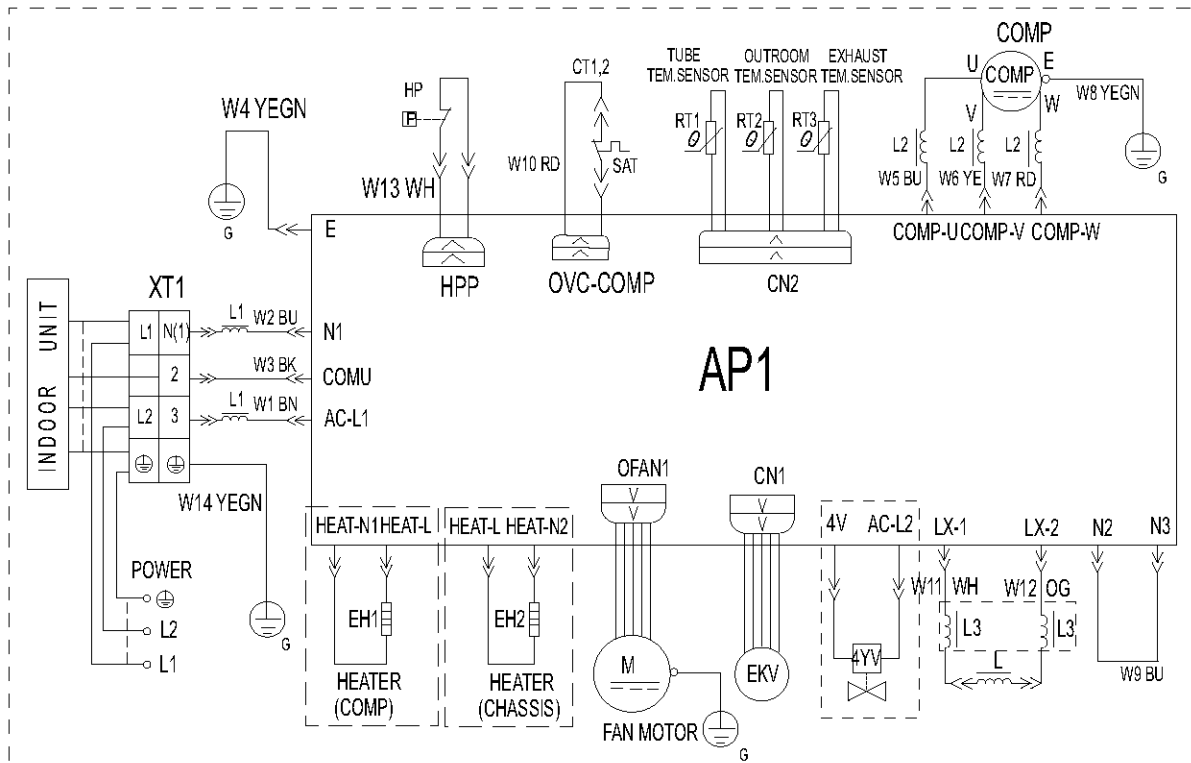 COMP
TUBE
TEM.SENSOR
OUTROOM
TEM.SENSOR
EXHAUST
TEM.SENSOR
CT1,2
U
COMP
E
HP
W8 YEGN
W4 YEGN
P
V
W
RT1
RT2
RT3
θ
θ
θ
L2
L2
L2
G
W10 RD
SAT
W13 WH
W5 BU
W6 YE
W7 RD
G
E
COMP-U
COMP-V
COMP-W
HPP
OVC-COMP
CN2
XT1
INDOOR UNIT
L1
N(1)
L1
W2 BU
N1
2
W3 BK
COMU
AP1
L2
3
L1
W1 BN
AC-L1
W14 YEGN
OFAN1
CN1
HEAT-N1
HEAT-L
HEAT-L
HEAT-N2
4V
AC-L2
LX-1
LX-2
N2
N3
POWER
W11
WH
W12
OG
L2
L1
G
EH1
EH2
L3
L3
M
EKV
4YV
L
W9 BU
HEATER
(COMP)
HEATER
(CHASSIS)
FAN MOTOR
G